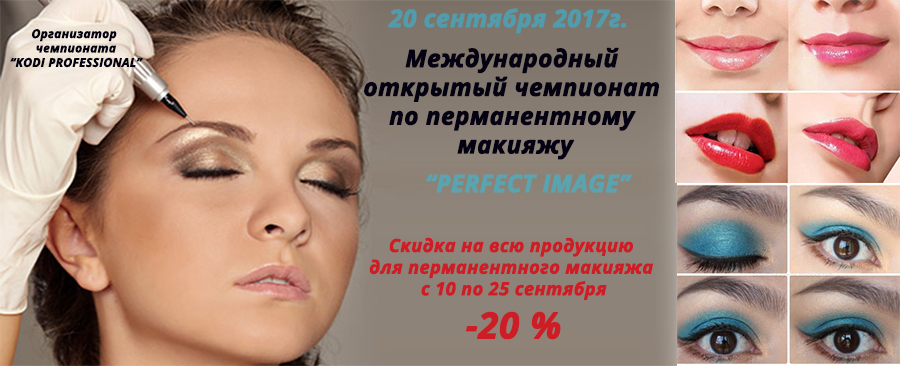 Организатор
чемпионата
“KODI PROFESSIONAL”
20 сентября 2017г.
Международный
открытый чемпионат
по перманентному
макияжу
“PERFECT IMAGE”
Скидка на всю продукцию
для перманентного макияжа
с 10 по 25 сентября
-20 %